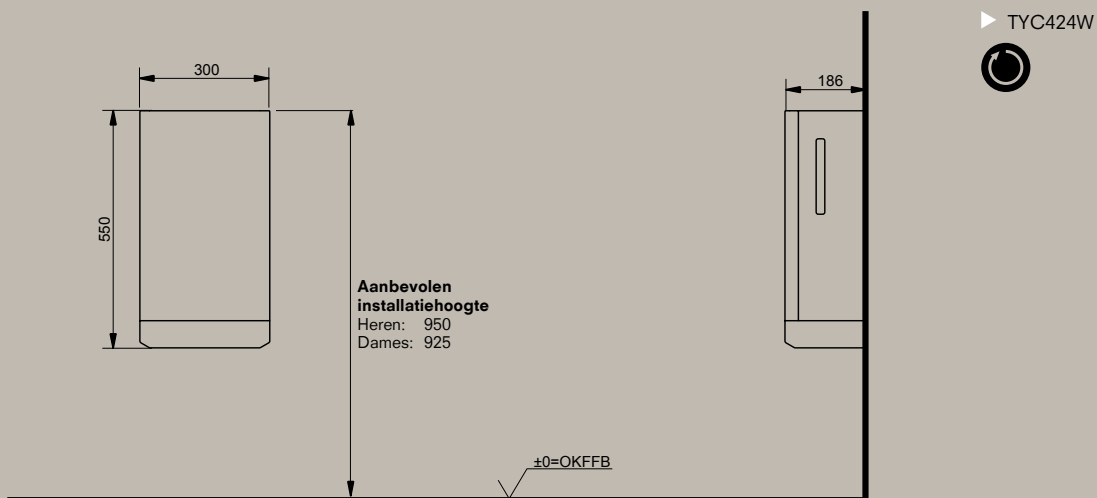 TYC424W
300
186
550
Aanbevolen
installatiehoogte
Heren: 950
Dames: 925
±0=OKFFB